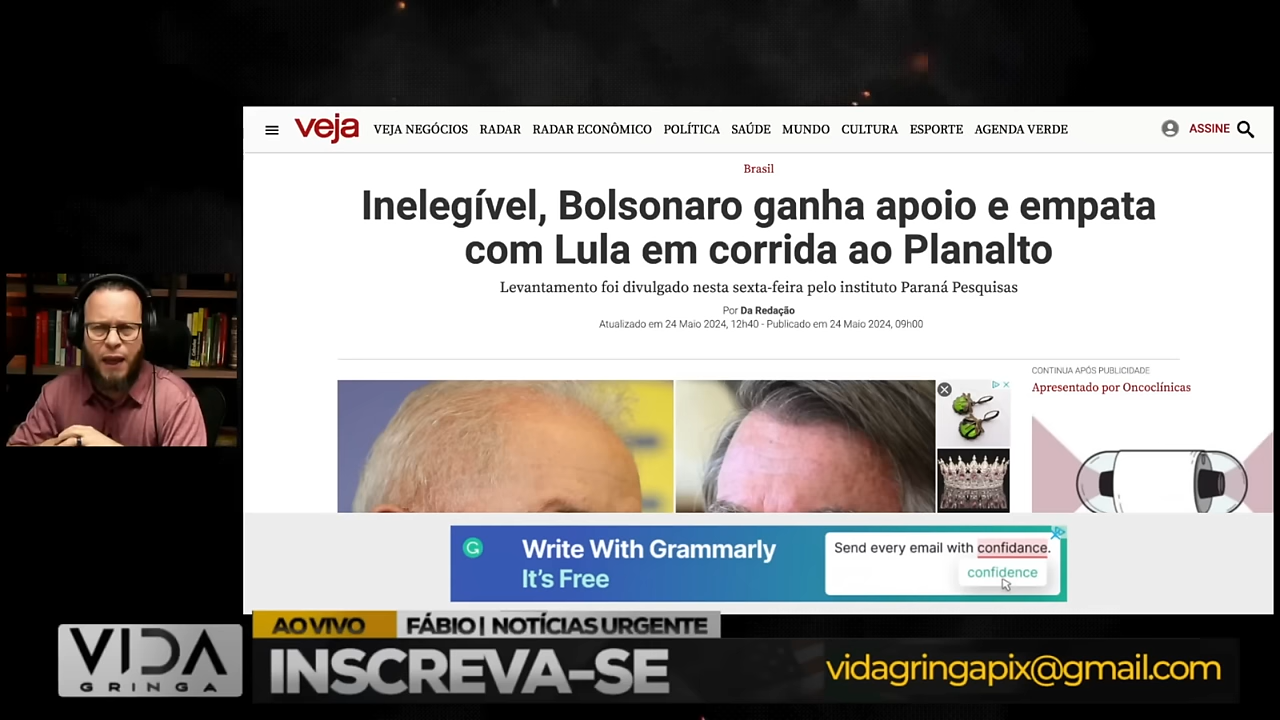 veja
VEJA NEGÓCIOS RADAR RADAR ECONÔMICO POLÍTICA SAÚDE MUNDO CULTURA ESPORTE AGENDA VERDE
ASSINE
Brasil
Inelegível, Bolsonaro ganha apoio e empata
com Lula em corrida ao Planalto
Levantamento foi divulgado nesta sexta-feira pelo instituto Paraná Pesquisas
Por Da Redação
Atualizado em 24 Maio 2024, 12h40 - Publicado em 24 Maio 2024, 09h00
CONTINUA APÓS PUBLICIDADE
Apresentado por Oncoclínicas
Write With Grammarly
It's Free
Send every email with confidance.
confidence
AO VIVO
FÁBIO | NOTÍCIAS URGENTE
VIDA
GRINGA
INSCREVA-SE
vidagringapix@gmail.com